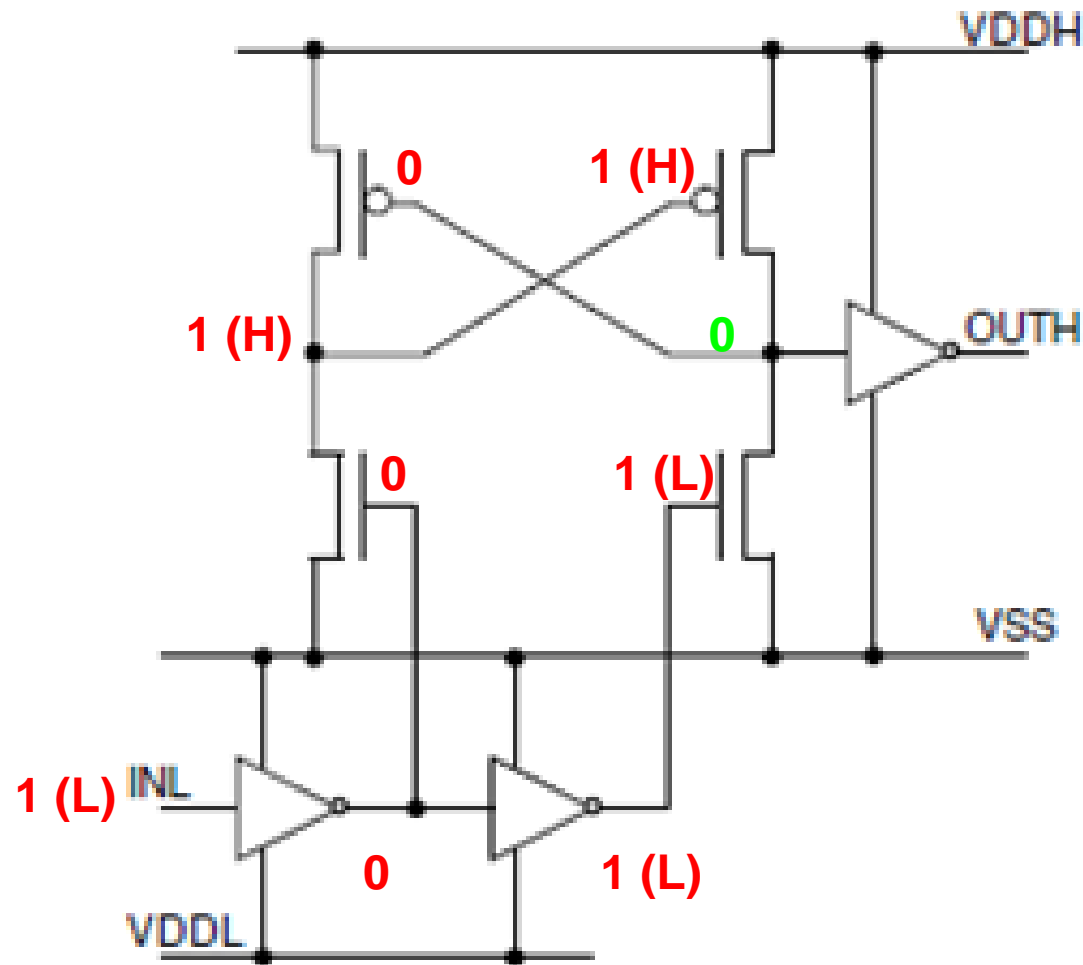 VDDH
0
1 (H)
1 (H)
0
OUTH
0
1 (L)
VSS
1 (L)
INL
0
1 (L)
VDDL